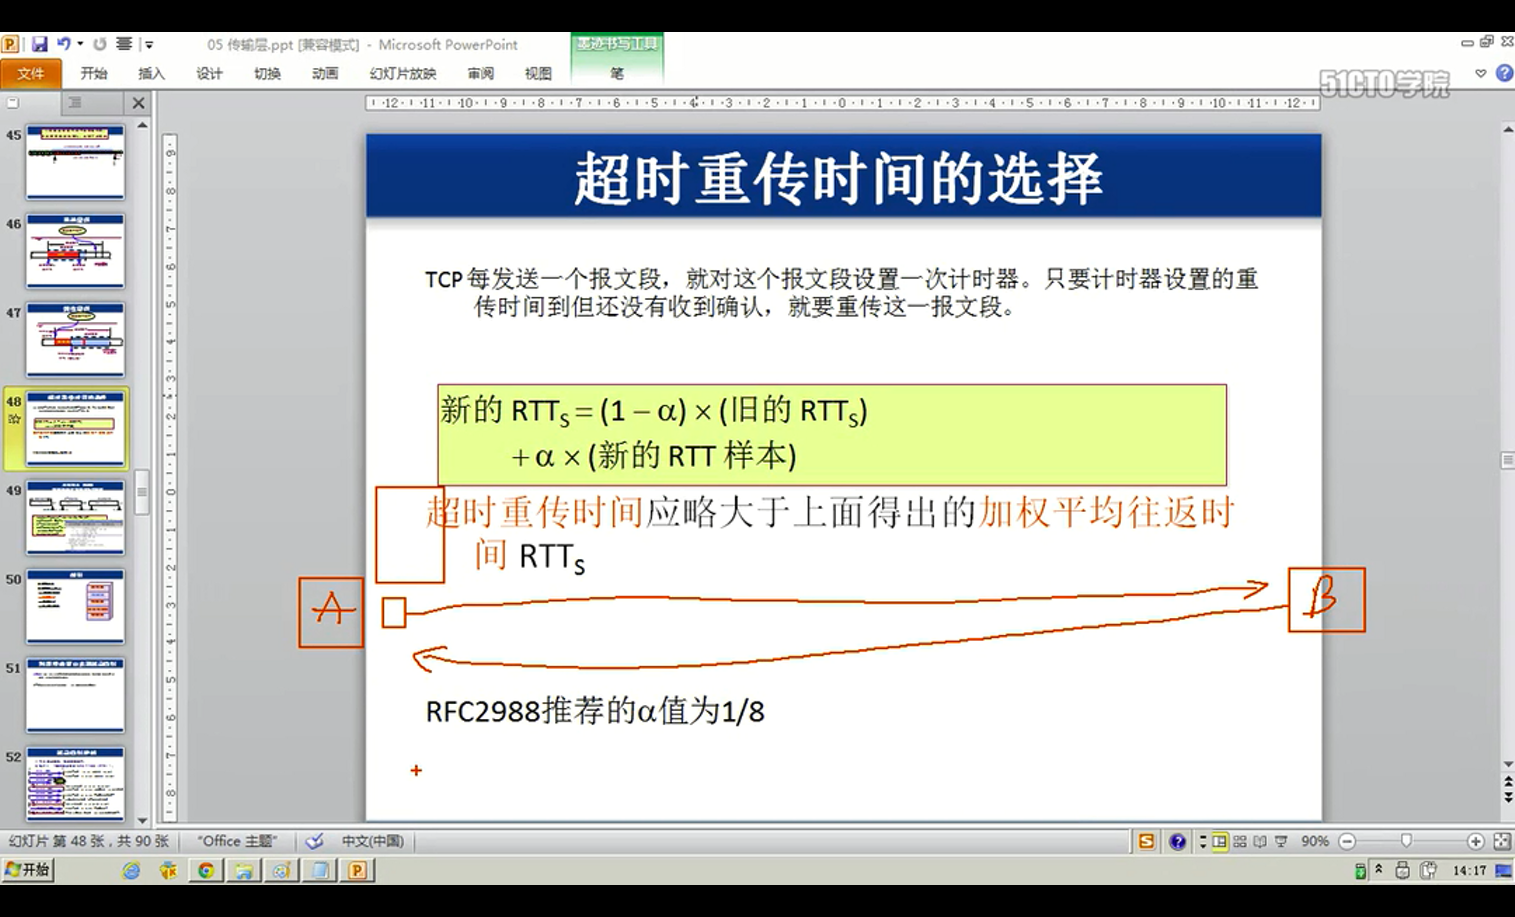 05 传输层.ppt [兼容模式] - Microsoft PowerPoint
墨迹书写工具
文件 开始 插入 设计 切换 动画 幻灯片放映 审阅 视图 笔
51CTO学院
超时重传时间的选择
TCP 每发送一个报文段，就对这个报文段设置一次计时器。只要计时器设置的重
传时间到但还没有收到确认，就要重传这一报文段。
新的 RTTS = (1 − α) × (旧的 RTTS)
+ α × (新的 RTT 样本)
超时重传时间应略大于上面得出的加权平均往返时
间 RTTS
A
B
RFC2988推荐的α值为1/8
45
46
47
48
49
50
51
52
幻灯片 第 48 张，共 90 张 "Office 主题" 中文(中国) 90%
开始 14:17